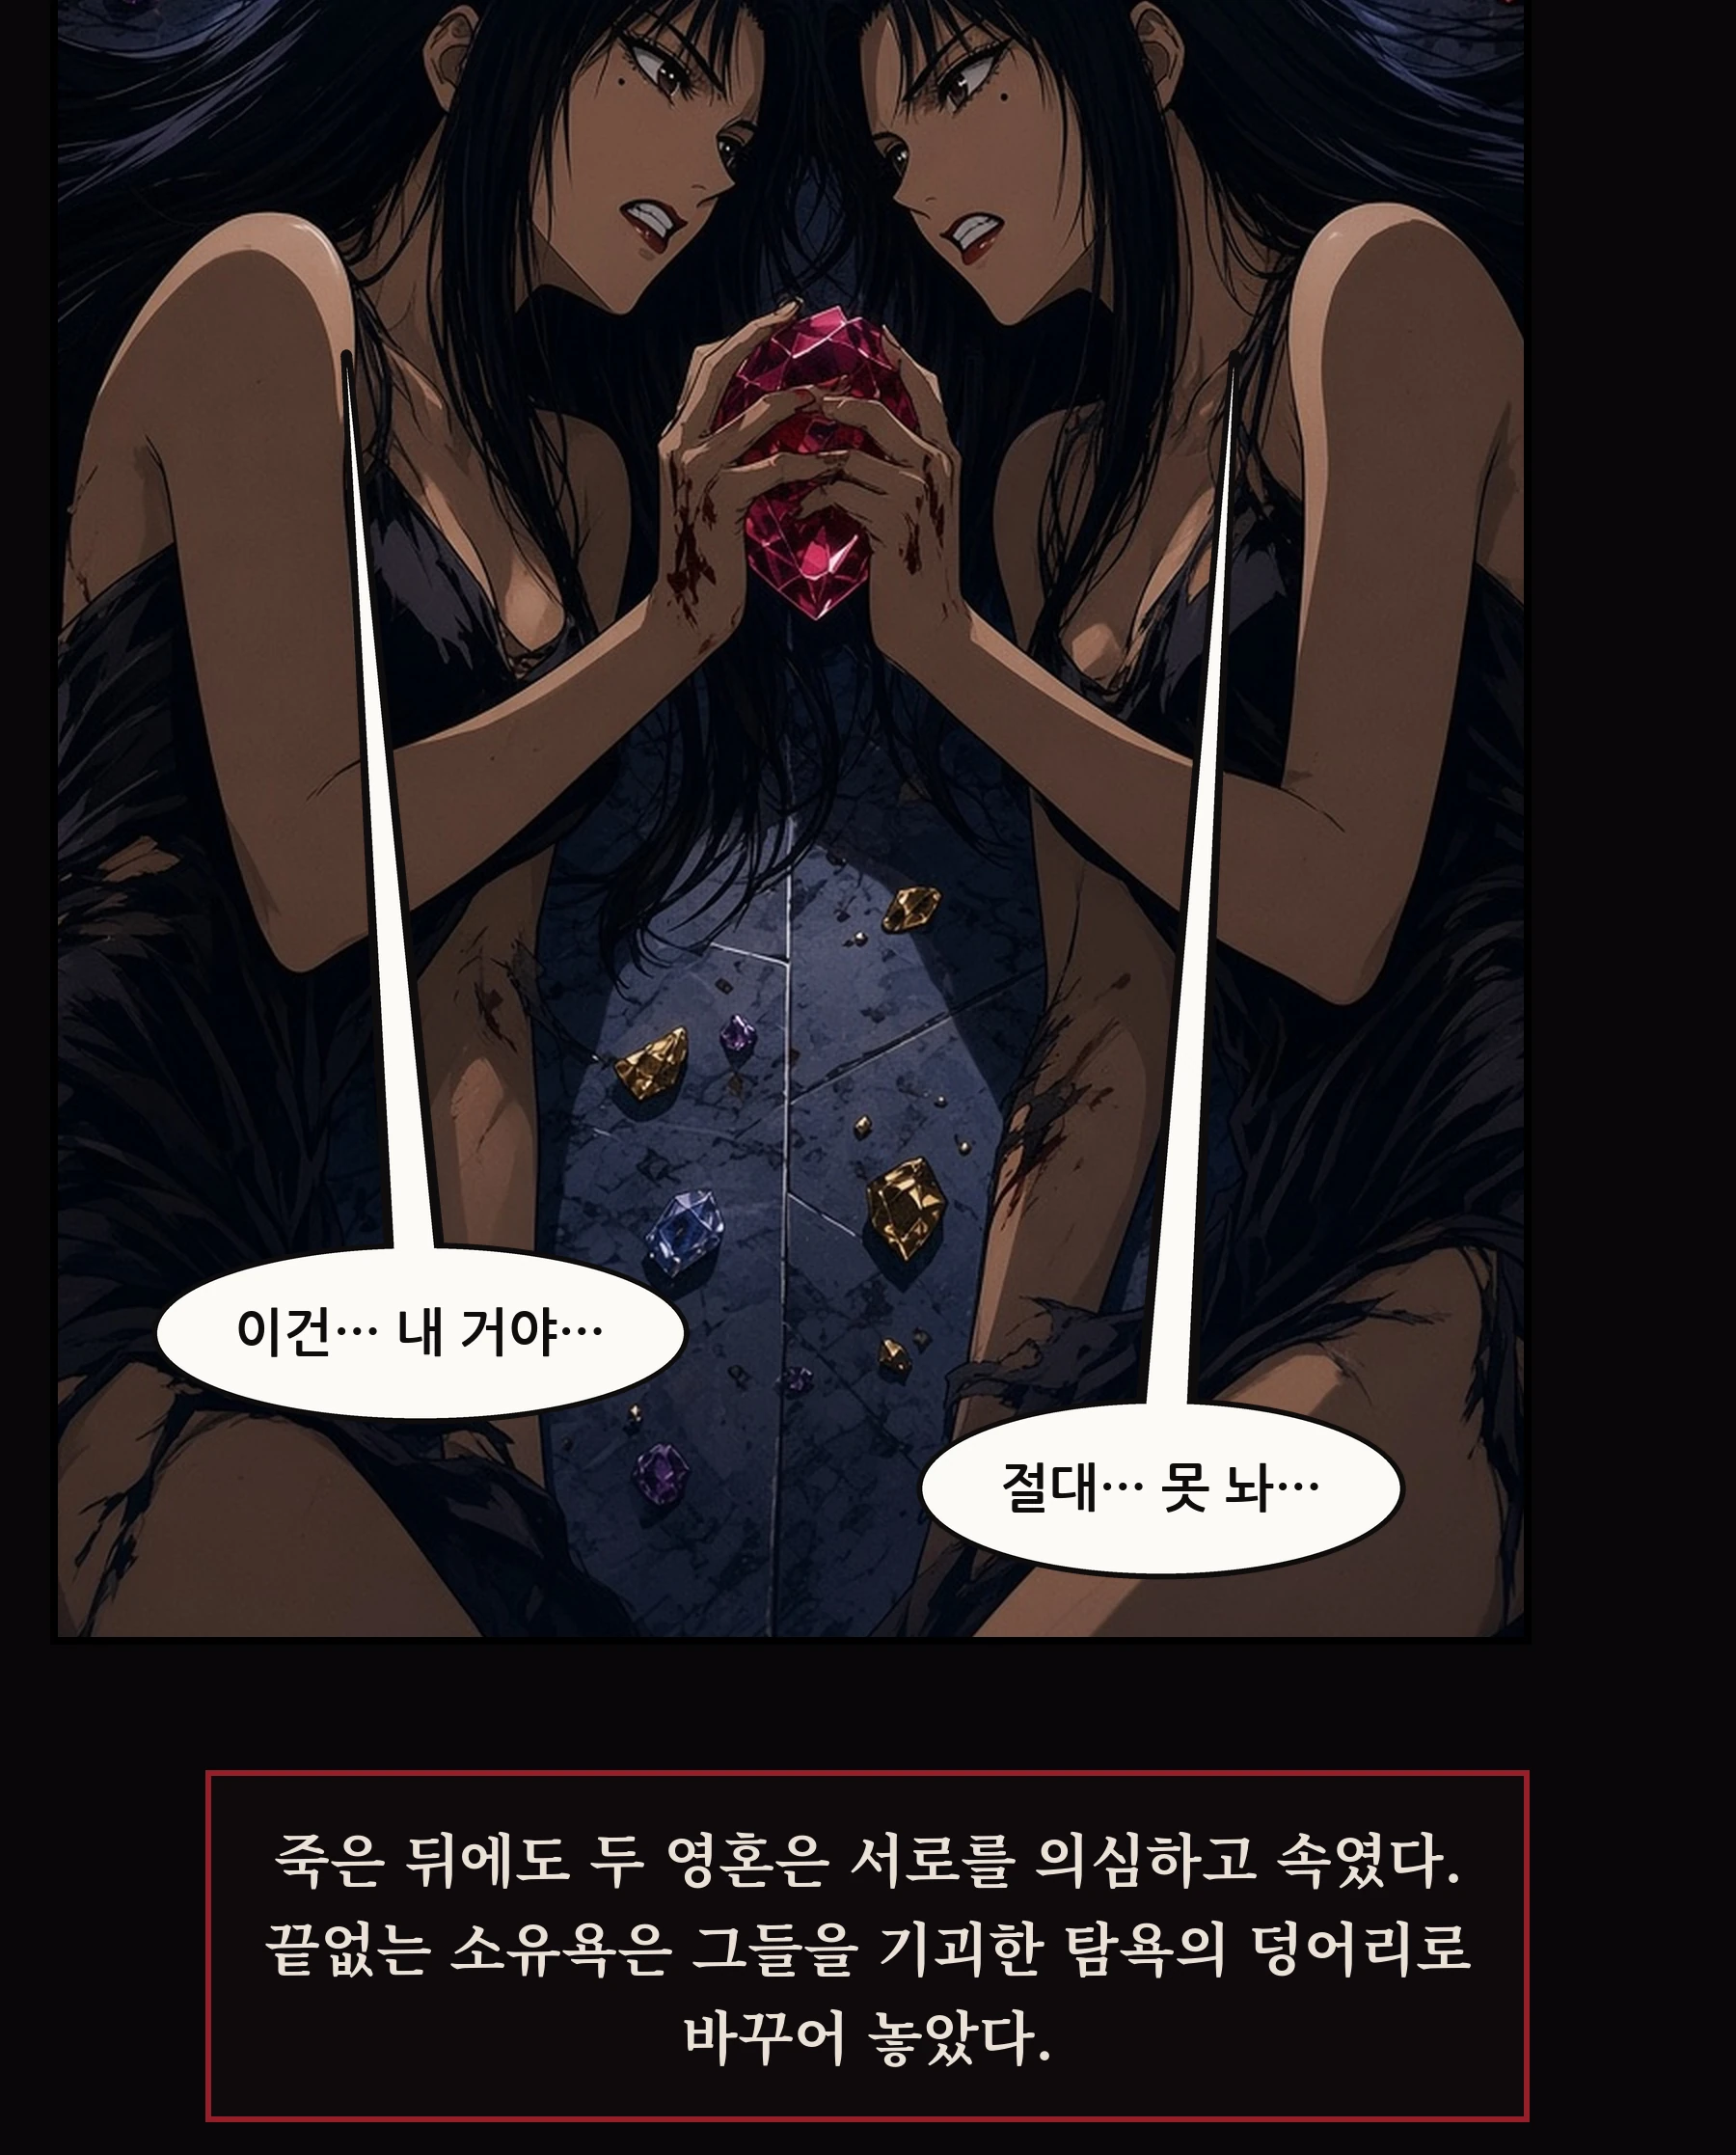 이건… 내 거야…
절대… 못 놔…
죽은 뒤에도 두 영혼은 서로를 의심하고 속였다.
끝없는 소유욕은 그들을 기괴한 탐욕의 덩어리로
바꾸어 놓았다.